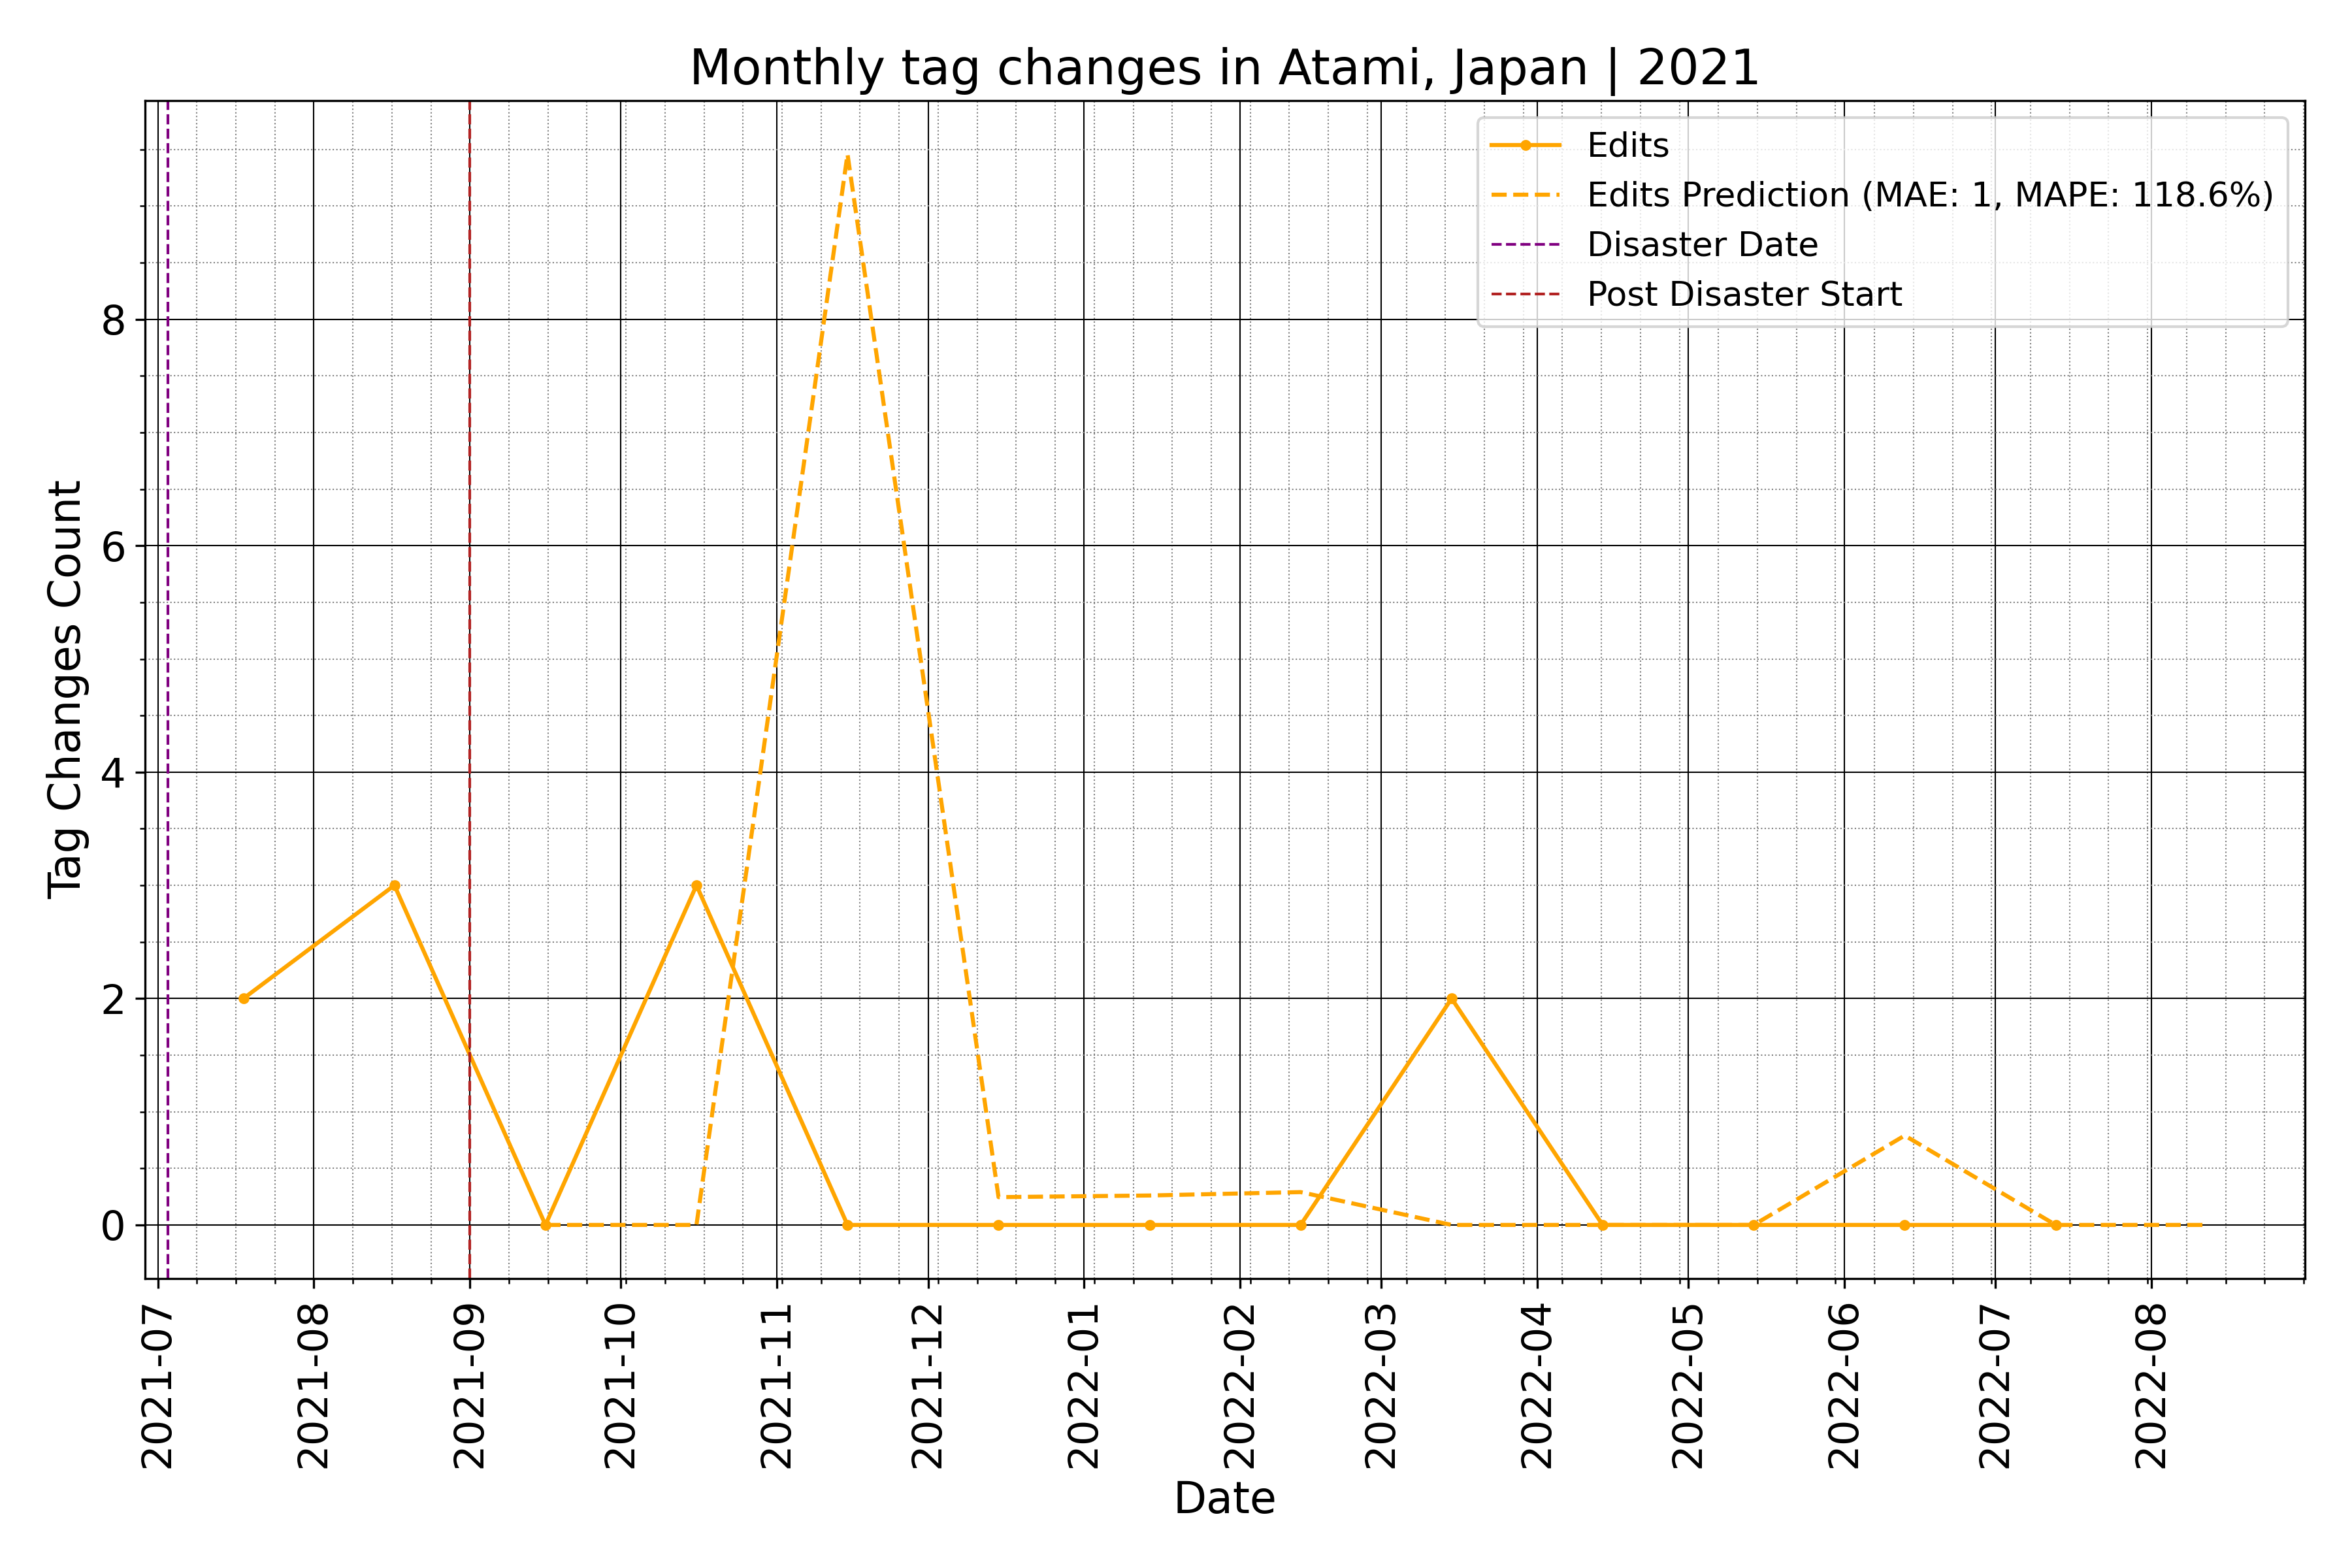 Monthly tag changes in Atami, Japan | 2021
Edits
Edits Prediction (MAE: 1, MAPE: 118.6%)
Disaster Date
Post Disaster Start
Tag Changes Count
8
6
4
2
0
2021-07
2021-08
2021-09
2021-10
2021-11
2021-12
2022-01
2022-02
2022-03
2022-04
2022-05
2022-06
2022-07
2022-08
Date